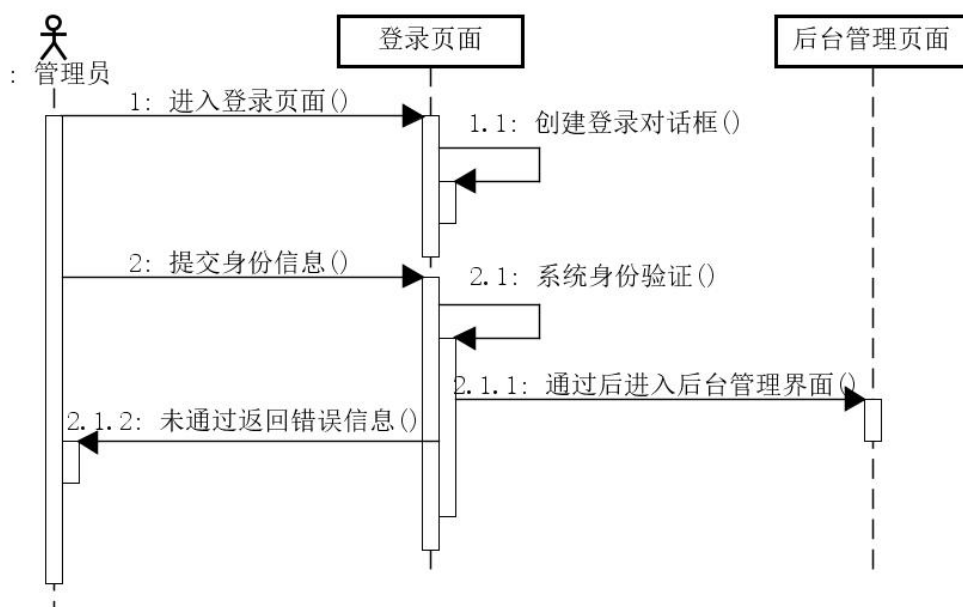 登录页面
后台管理页面
: 管理员
1: 进入登录页面()
1.1: 创建登录对话框()
2: 提交身份信息()
2.1: 系统身份验证()
2.1.1: 通过后进入后台管理界面()
2.1.2: 未通过返回错误信息()